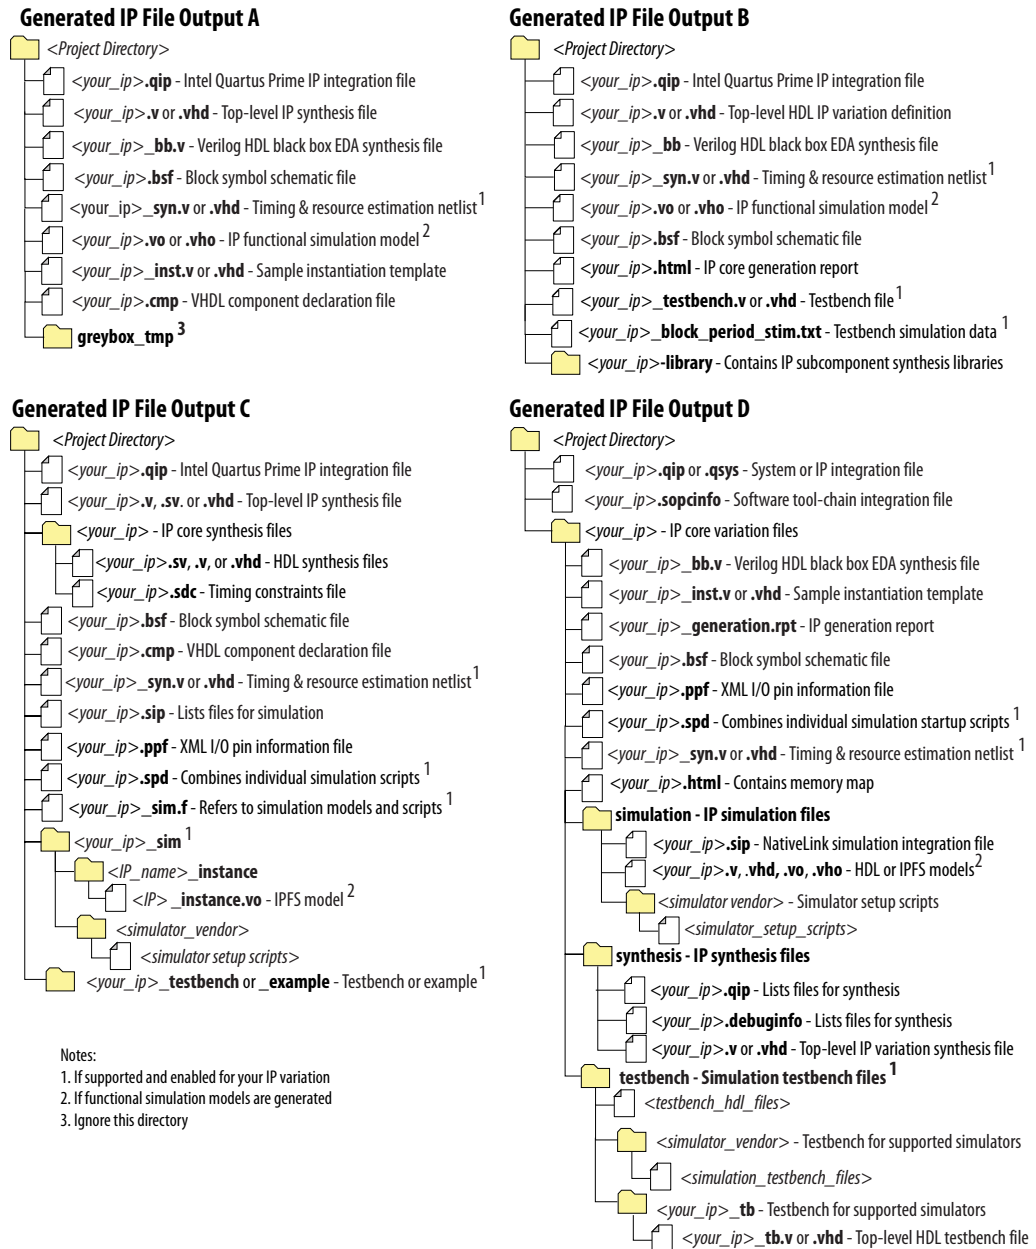 Generated IP File Output A
<Project Directory>
<your_ip>.qip - Intel Quartus Prime IP integration file
<your_ip>.v or .vhd - Top-level IP synthesis file
<your_ip>_bb.v - Verilog HDL black box EDA synthesis file
<your_ip>.bsf - Block symbol schematic file
<your_ip>_syn.v or .vhd - Timing & resource estimation netlist 1
<your_ip>.vo or .vho - IP functional simulation model 2
<your_ip>_inst.v or .vhd - Sample instantiation template
<your_ip>.cmp - VHDL component declaration file
greybox_tmp 3
Generated IP File Output B
<Project Directory>
<your_ip>.qip - Intel Quartus Prime IP integration file
<your_ip>.v or .vhd - Top-level HDL IP variation definition
<your_ip>_bb - Verilog HDL black box EDA synthesis file
<your_ip>_syn.v or .vhd - Timing & resource estimation netlist 1
<your_ip>.vo or .vho - IP functional simulation model 2
<your_ip>.bsf - Block symbol schematic file
<your_ip>.html - IP core generation report
<your_ip>_testbench.v or .vhd - Testbench file 1
<your_ip>_block_period_stim.txt - Testbench simulation data 1
<your_ip>-library - Contains IP subcomponent synthesis libraries
Generated IP File Output C
<Project Directory>
<your_ip>.qip - Intel Quartus Prime IP integration file
<your_ip>.v, .sv. or .vhd - Top-level IP synthesis file
<your_ip> - IP core synthesis files
<your_ip>.sv, .v, or .vhd - HDL synthesis files
<your_ip>.sdc - Timing constraints file
<your_ip>.bsf - Block symbol schematic file
<your_ip>.cmp - VHDL component declaration file
<your_ip>_syn.v or .vhd - Timing & resource estimation netlist 1
<your_ip>.sip - Lists files for simulation
<your_ip>.ppf - XML I/O pin information file
<your_ip>.spd - Combines individual simulation scripts 1
<your_ip>_sim.f - Refers to simulation models and scripts 1
<your_ip>_sim 1
<IP_name>_instance
<IP>_instance.vo - IPFS model 2
<simulator_vendor>
<simulator setup scripts>
<your_ip>_testbench or _example - Testbench or example 1
Notes:
1. If supported and enabled for your IP variation
2. If functional simulation models are generated
3. Ignore this directory
Generated IP File Output D
<Project Directory>
<your_ip>.qip or .qsys - System or IP integration file
<your_ip>.sopcinfo - Software tool-chain integration file
<your_ip> - IP core variation files
<your_ip>_bb.v - Verilog HDL black box EDA synthesis file
<your_ip>_inst.v or .vhd - Sample instantiation template
<your_ip>_generation.rpt - IP generation report
<your_ip>.bsf - Block symbol schematic file
<your_ip>.ppf - XML I/O pin information file
<your_ip>.spd - Combines individual simulation startup scripts 1
<your_ip>_syn.v or .vhd - Timing & resource estimation netlist 1
<your_ip>.html - Contains memory map
simulation - IP simulation files
<your_ip>.sip - NativeLink simulation integration file
<your_ip>.v, .vhd, .vo, .vho - HDL or IPFS models 2
<simulator vendor> - Simulator setup scripts
<simulator_setup_scripts>
synthesis - IP synthesis files
<your_ip>.qip - Lists files for synthesis
<your_ip>.debuginfo - Lists files for synthesis
<your_ip>.v or .vhd - Top-level IP variation synthesis file
testbench - Simulation testbench files 1
<testbench_hdl_files>
<simulator_vendor> - Testbench for supported simulators
<simulation_testbench_files>
<your_ip>_tb - Testbench for supported simulators
<your_ip>_tb.v or .vhd - Top-level HDL testbench file